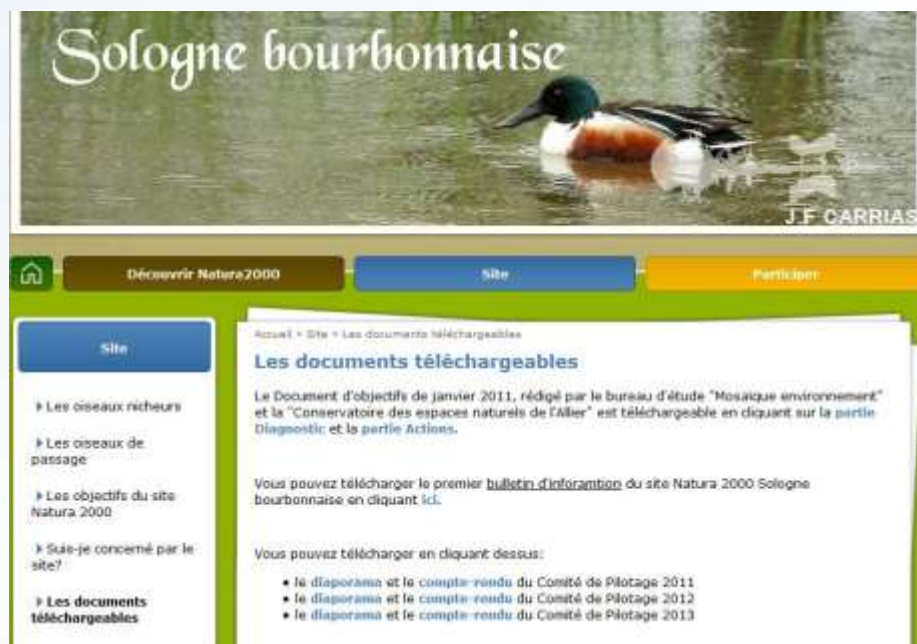 Sologne bourbonnaise
J.F CARRIAS
Découvrir Natura2000
Site
Participer
Site
Les oiseaux nicheurs
Les oiseaux de
passage
Les objectifs du site
Natura 2000
Suis-je concerné par le
site?
Les documents
téléchargeables
Accueil > Site > Les documents téléchargeables
Les documents téléchargeables
Le Document d'objectifs de janvier 2011, rédigé par le bureau d'étude "Mosaique environnement"
et la "Conservatoire des espaces naturels de l'Allier" est téléchargeable en cliquant sur la partie
Diagnostic et la partie Actions.
Vous pouvez télécharger le premier bulletin d'inforamtion du site Natura 2000 Sologne
bourbonnaise en cliquant ici.
Vous pouvez télécharger en cliquant dessus:
• le diaporama et le compte-rendu du Comité de Pilotage 2011
• le diaporama et le compte-rendu du Comité de Pilotage 2012
• le diaporama et le compte-rendu du Comité de Pilotage 2013